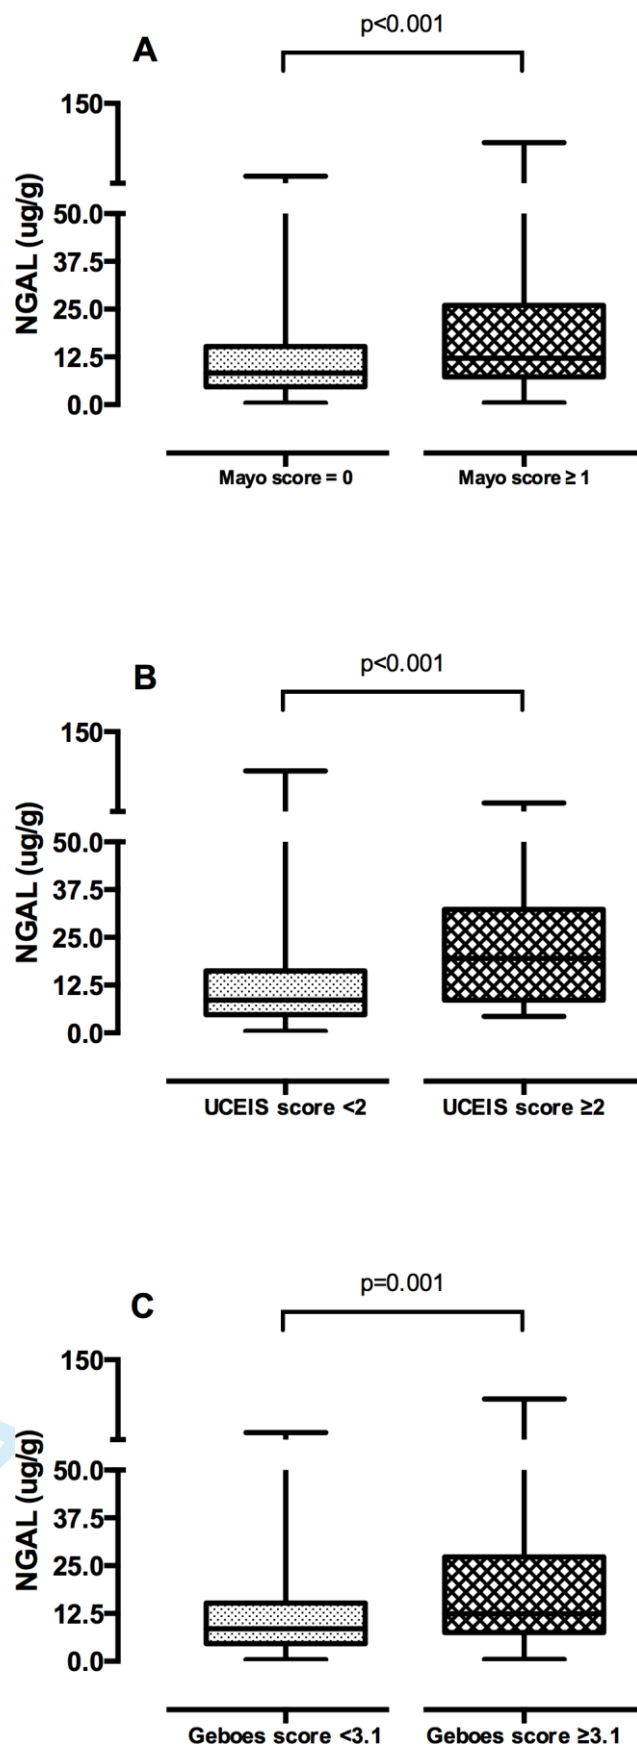 A
p<0.001
150
50.0
37.5
25.0
12.5
0.0
NGAL (ug/g)
Mayo score = 0
Mayo score ≥ 1
B
p<0.001
150
50.0
37.5
25.0
12.5
0.0
NGAL (ug/g)
UCEIS score <2
UCEIS score ≥2
C
p=0.001
150
50.0
37.5
25.0
12.5
0.0
NGAL (ug/g)
Geboes score <3.1
Geboes score ≥3.1